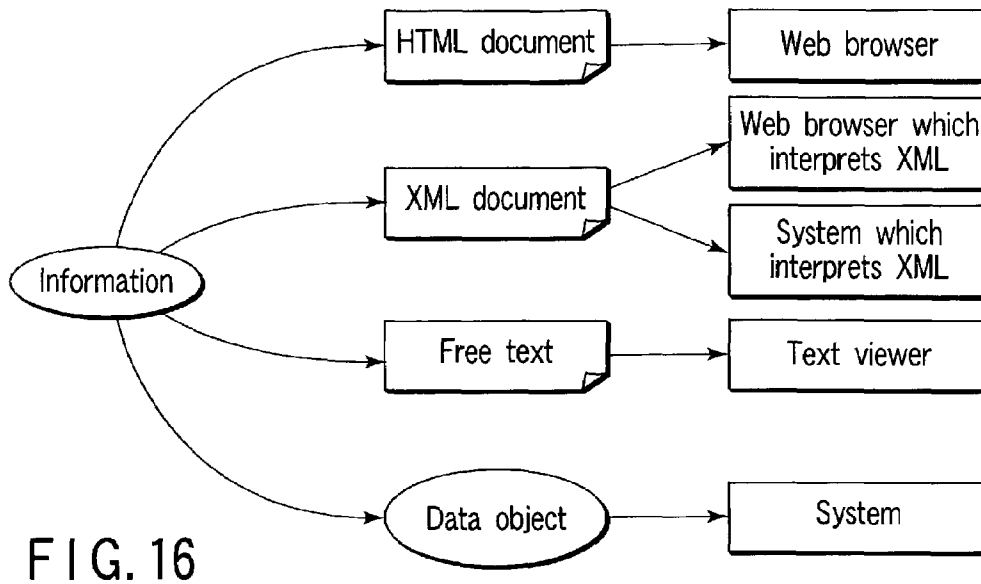 HTML document
Web browser
Web browser which
interprets XML
XML document
System which
interprets XML
Information
Free text
Text viewer
Data object
System
FIG. 16